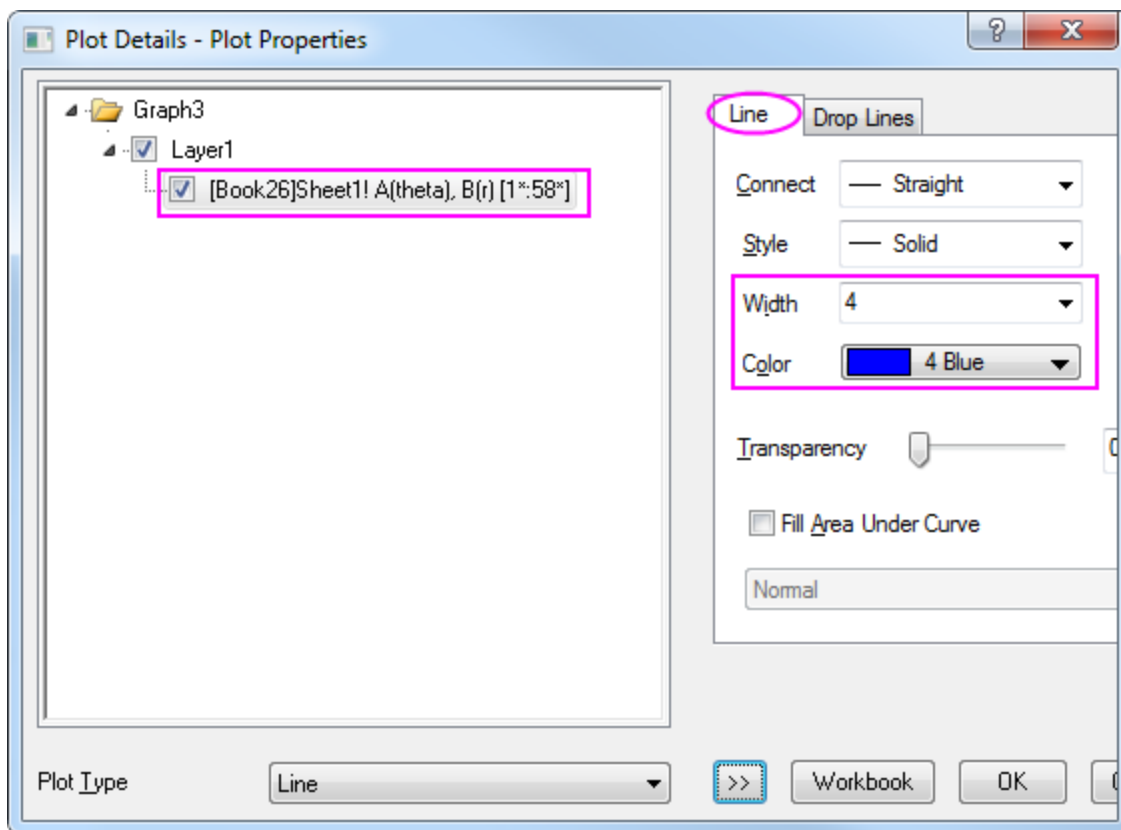 Plot Details - Plot Properties
Graph3
Layer1
[Book26]Sheet1! A(theta), B(r) [1*:58*]
Line
Drop Lines
Connect
Straight
Style
Solid
Width
4
Color
4 Blue
Transparency
Fill Area Under Curve
Normal
Plot Type
Line
>>
Workbook
OK